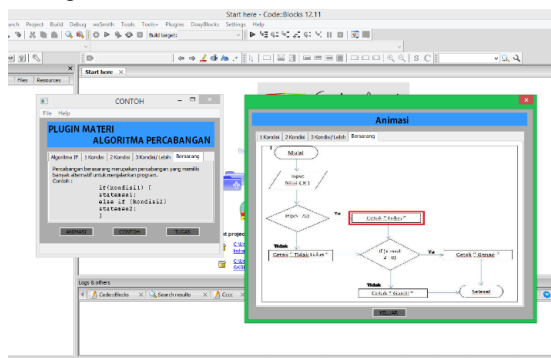 Start here - Code::Blocks 12.11
Project Build Debug wxSmith Tools Tools+ Plugins DoxyBlocks Settings Help
Build target:
Start here
Files Resources
CONTOH
File Help
PLUGIN MATERI
ALGORITMA PERCABANGAN
Algoritma IF 1 Kondisi 2 Kondisi 3 Kondisi/ Lebih Bersarang
Percabangan bersarang merupakan percabangan yang memiliki
banyak alternatif untuk menjalankan program.
Contoh :
if(kondisi1) {
statemen1;
else if (kondisi2)
statemen2;
}
ANIMASI CONTOH TUGAS
Animasi
1 Kondisi 2 Kondisi 3 Kondisi/ Lebih Bersarang
Mulai
Input
Ya
Cetak "Lulus"
Tidak
Cetak "Tidak Lulus"
Ya
Cetak "Ganas"
Tidak
Cetak "Ganjil"
Selesai
KELUAR
Logs & others
Code::Blocks Search results Cccc